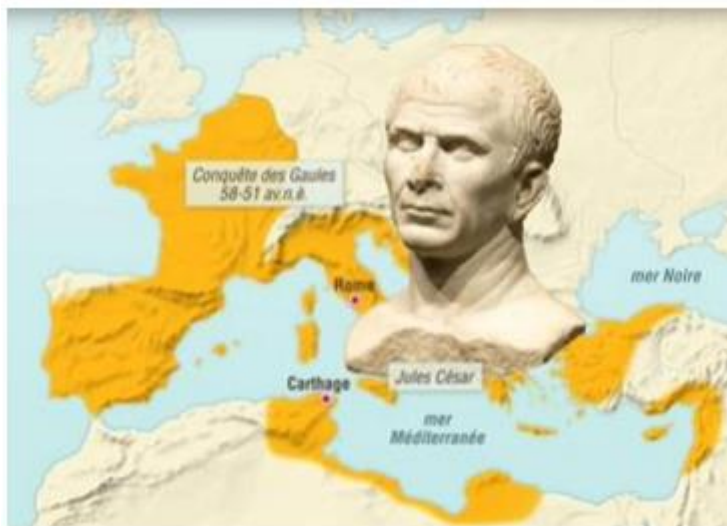 Conquête des Gaules
58-51 av.n.è.
mer Noire
Rome
Jules César
Carthage
mer
Méditerranée